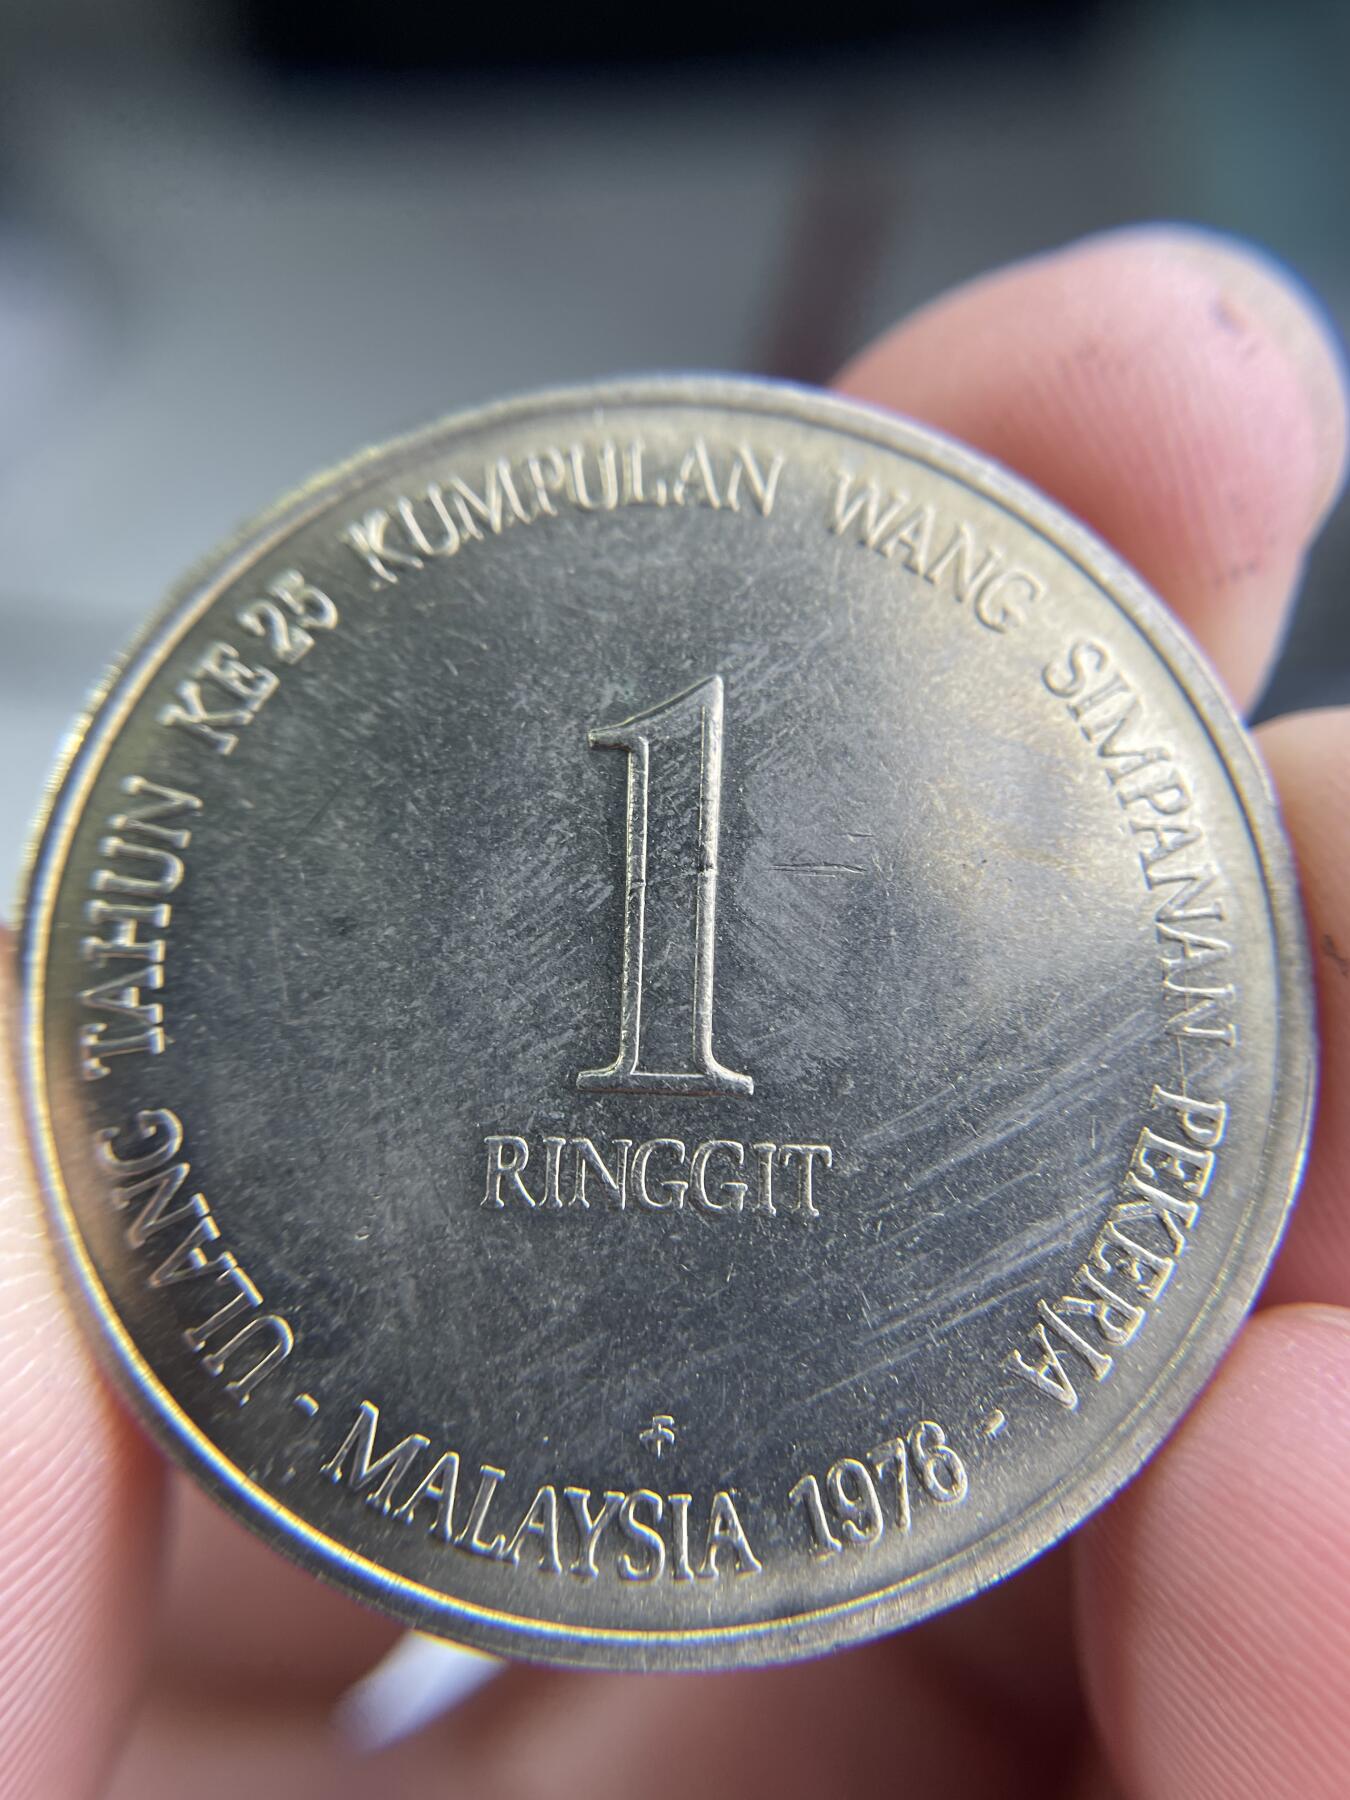 ULANG TAHUN KE 25 KUMPULAN WANG SIMPANAN PEKERJA
1
RINGGIT
- MALAYSIA 1976 -